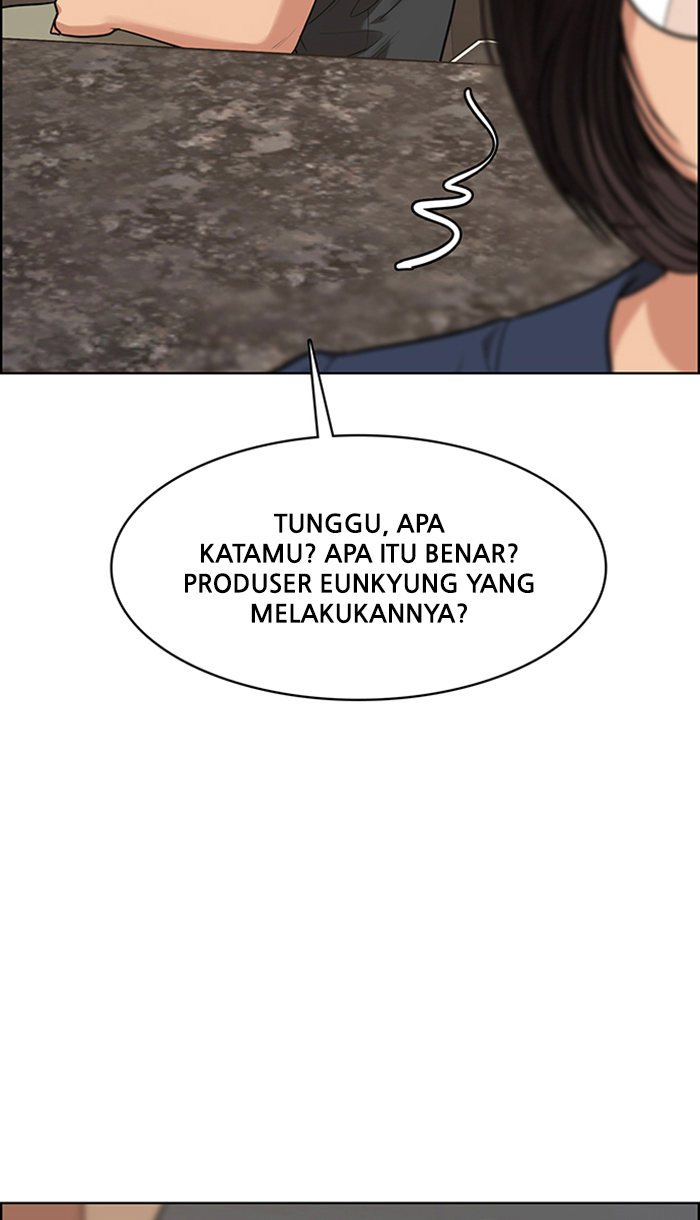 TUNGGU, APA
KATAMU? APA ITU BENAR?
PRODUSER EUNKYUNG YANG
MELAKUKANNYA?